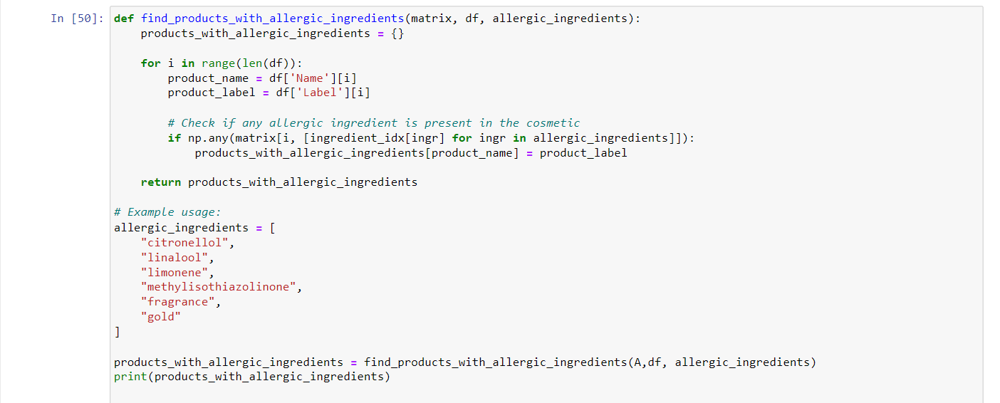 In [50]: def find_products_with_allergic_ingredients(matrix, df, allergic_ingredients):
    products_with_allergic_ingredients = {}

    for i in range(len(df)):
        product_name = df['Name'][i]
        product_label = df['Label'][i]

        # Check if any allergic ingredient is present in the cosmetic
        if np.any(matrix[i, [ingredient_idx[ingr] for ingr in allergic_ingredients]]):
            products_with_allergic_ingredients[product_name] = product_label

    return products_with_allergic_ingredients

# Example usage:
allergic_ingredients = [
    "citronellol",
    "linalool",
    "limonene",
    "methylisothiazolinone",
    "fragrance",
    "gold"
]

products_with_allergic_ingredients = find_products_with_allergic_ingredients(A,df, allergic_ingredients)
print(products_with_allergic_ingredients)